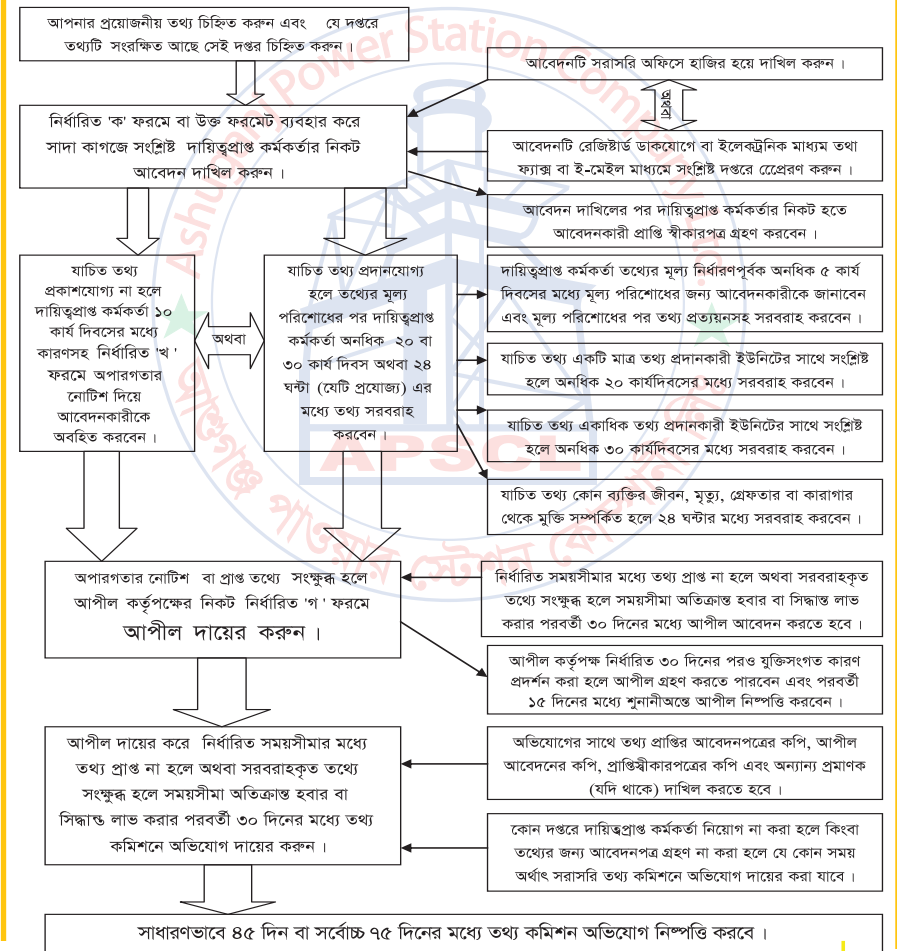 আপনার প্রয়োজনীয় তথ্য চিহ্নিত করুন এবং যে দপ্তরে
তথ্যটি সংরক্ষিত আছে সেই দপ্তর চিহ্নিত করুন।
আবেদনটি সরাসরি অফিসে হাজির হয়ে দাখিল করুন।
অথবা
নির্ধারিত 'ক' ফরমে বা উক্ত ফরমেট ব্যবহার করে
সাদা কাগজে সংশ্লিষ্ট দায়িত্বপ্রাপ্ত কর্মকর্তার নিকট
আবেদন দাখিল করুন।
আবেদনটি রেজিষ্টার্ড ডাকযোগে বা ইলেকট্রনিক মাধ্যম তথা
ফ্যাক্স বা ই-মেইল মাধ্যমে সংশ্লিষ্ট দপ্তরে প্রেেরণ করুন।
আবেদন দাখিলের পর দায়িত্বপ্রাপ্ত কর্মকর্তার নিকট হতে
আবেদনকারী প্রাপ্তি স্বীকারপত্র গ্রহণ করবেন।
যাচিত তথ্য
প্রকাশযোগ্য না হলে
দায়িত্বপ্রাপ্ত কর্মকর্তা ১০
কার্য দিবসের মধ্যে
কারণসহ নির্ধারিত 'খ '
ফরমে অপারগতার
নোটিশ দিয়ে
আবেদনকারীকে
অবহিত করবেন।
অথবা
যাচিত তথ্য প্রদানযোগ্য
হলে তথ্যের মূল্য
পরিশোধের পর দায়িত্বপ্রাপ্ত
কর্মকর্তা অনধিক ২০ বা
৩০ কার্য দিবস অথবা ২৪
ঘন্টা (যেটি প্রযোজ্য) এর
মধ্যে তথ্য সরবরাহ
করবেন।
দায়িত্বপ্রাপ্ত কর্মকর্তা তথ্যের মূল্য নির্ধারণপূর্বক অনধিক ৫ কার্য
দিবসের মধ্যে মূল্য পরিশোধের জন্য আবেদনকারীকে জানাবেন
এবং মূল্য পরিশোধের পর তথ্য প্রত্যয়নসহ সরবরাহ করবেন।
যাচিত তথ্য একটি মাত্র তথ্য প্রদানকারী ইউনিটের সাথে সংশ্লিষ্ট
হলে অনধিক ২০ কার্যদিবসের মধ্যে সরবরাহ করবেন।
যাচিত তথ্য একাধিক তথ্য প্রদানকারী ইউনিটের সাথে সংশ্লিষ্ট
হলে অনধিক ৩০ কার্যদিবসের মধ্যে সরবরাহ করবেন।
যাচিত তথ্য কোন ব্যক্তির জীবন, মৃত্যু, গ্রেফতার বা কারাগার
থেকে মুক্তি সম্পর্কিত হলে ২৪ ঘন্টার মধ্যে সরবরাহ করবেন।
অপারগতার নোটিশ বা প্রাপ্ত তথ্যে সংক্ষুব্ধ হলে
আপীল কর্তৃপক্ষের নিকট নির্ধারিত 'গ' ফরমে
আপীল দায়ের করুন।
নির্ধারিত সময়সীমার মধ্যে তথ্য প্রাপ্ত না হলে অথবা সরবরাহকৃত
তথ্যে সংক্ষুব্ধ হলে সময়সীমা অতিক্রান্ত হবার বা সিদ্ধান্ত লাভ
করার পরবর্তী ৩০ দিনের মধ্যে আপীল আবেদন করতে হবে।
আপীল কর্তৃপক্ষ নির্ধারিত ৩০ দিনের পরও যুক্তিসংগত কারণ
প্রদর্শন করা হলে আপীল গ্রহণ করতে পারবেন এবং পরবর্তী
১৫ দিনের মধ্যে শুনানীঅন্তে আপীল নিষ্পত্তি করবেন।
আপীল দায়ের করে নির্ধারিত সময়সীমার মধ্যে
তথ্য প্রাপ্ত না হলে অথবা সরবরাহকৃত তথ্যে
সংক্ষুব্ধ হলে সময়সীমা অতিক্রান্ত হবার বা
সিদ্ধান্ত লাভ করার পরবর্তী ৩০ দিনের মধ্যে তথ্য
কমিশনে অভিযোগ দায়ের করুন।
অভিযোগের সাথে তথ্য প্রাপ্তির আবেদনপত্রের কপি, আপীল
আবেদনের কপি, প্রাপ্তিস্বীকারপত্রের কপি এবং অন্যান্য প্রমাণক
(যদি থাকে) দাখিল করতে হবে।
কোন দপ্তরে দায়িত্বপ্রাপ্ত কর্মকর্তা নিয়োগ না করা হলে কিংবা
তথ্যের জন্য আবেদনপত্র গ্রহণ না করা হলে যে কোন সময়
অর্থাৎ সরাসরি তথ্য কমিশনে অভিযোগ দায়ের করা যাবে।
সাধারণভাবে ৪৫ দিন বা সর্বোচ্চ ৭৫ দিনের মধ্যে তথ্য কমিশন অভিযোগ নিষ্পত্তি করবে।
Ashuganj Power Station Company Ltd.
APSCL
আশুগঞ্জ পাওয়ার স্টেশন কোম্পানী লিঃ